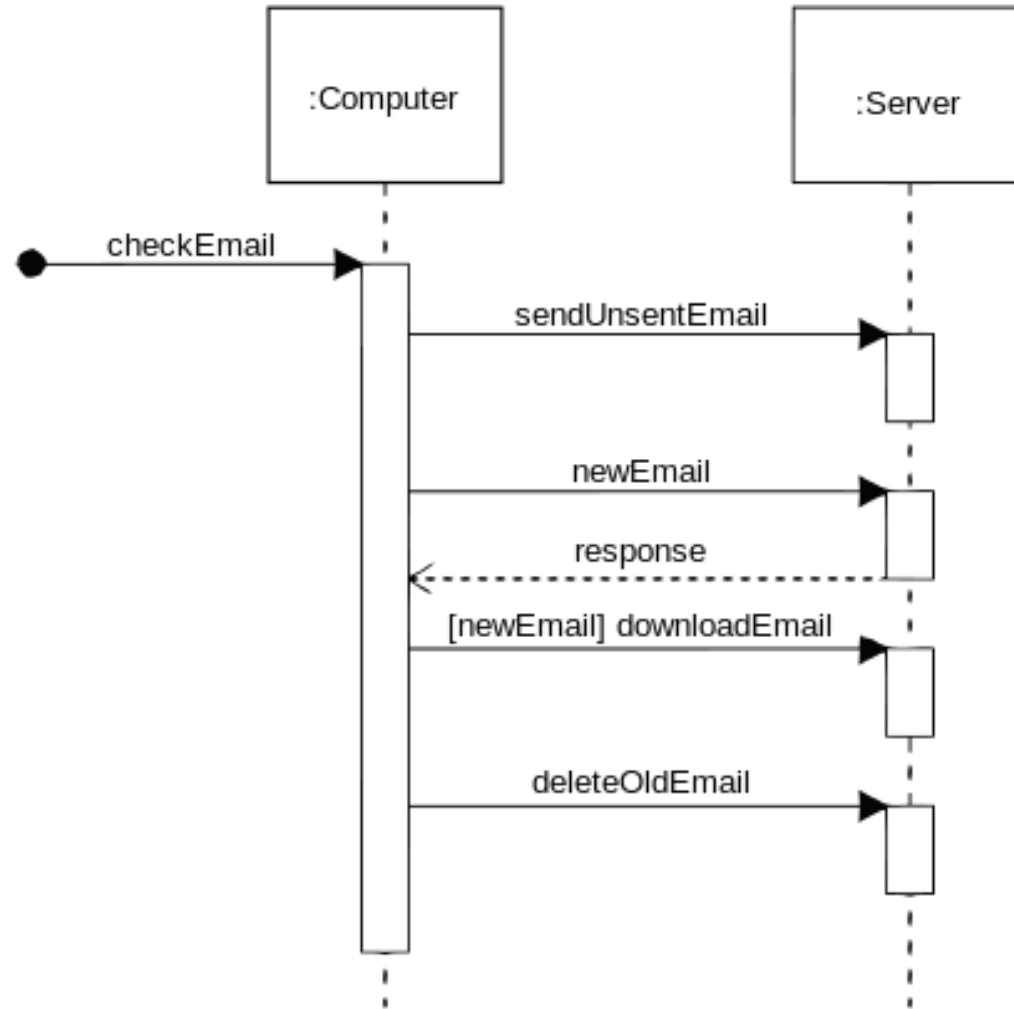 :Computer
:Server
checkEmail
sendUnsentEmail
newEmail
response
[newEmail] downloadEmail
deleteOldEmail